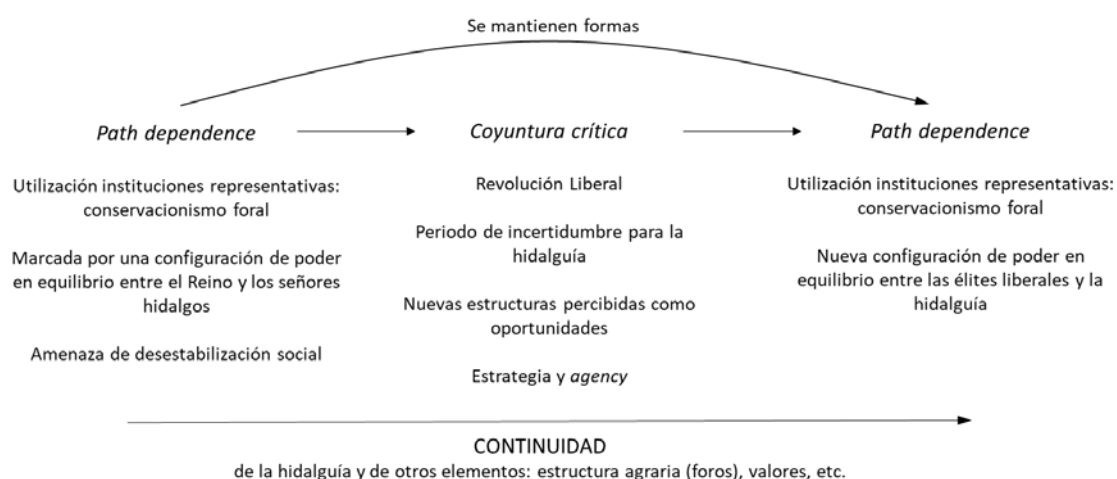 Se mantienen formas
Path dependence
Utilización instituciones representativas:
conservacionismo foral
Marcada por una configuración de poder
en equilibrio entre el Reino y los señores
hidalgos
Amenaza de desestabilización social
Coyuntura crítica
Revolución Liberal
Periodo de incertidumbre para la
hidalguía
Nuevas estructuras percibidas como
oportunidades
Estrategia y agency
Path dependence
Utilización instituciones representativas:
conservacionismo foral
Nueva configuración de poder en
equilibrio entre las élites liberales y la
hidalguía
CONTINUIDAD
de la hidalguía y de otros elementos: estructura agraria (foros), valores, etc.